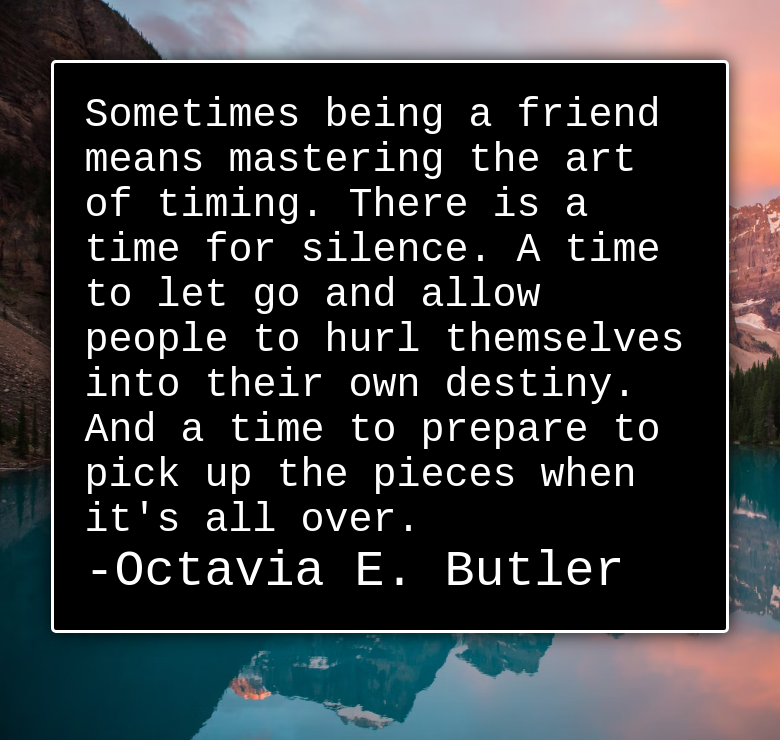 Sometimes being a friend
means mastering the art
of timing. There is a
time for silence. A time
to let go and allow
people to hurl themselves
into their own destiny.
And a time to prepare to
pick up the pieces when
it's all over.
-Octavia E. Butler